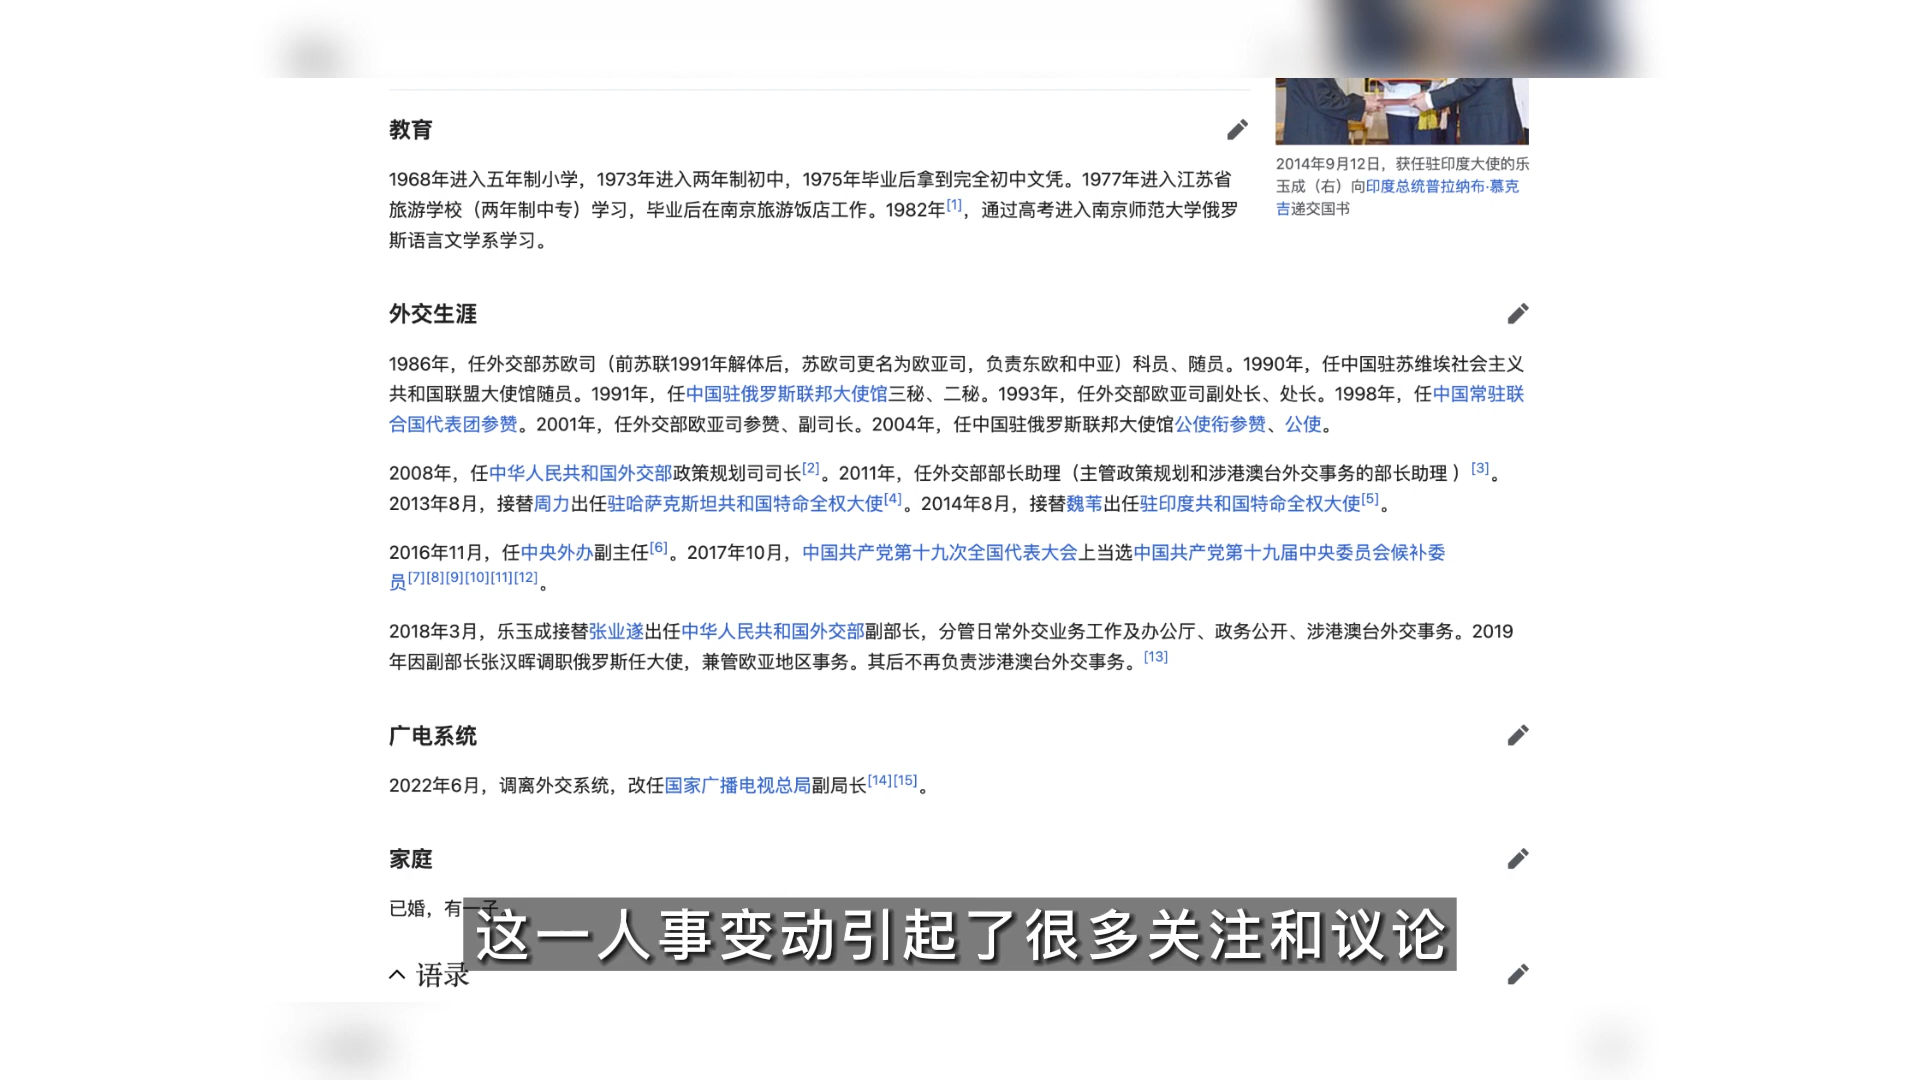 教育
1968年进入五年制小学，1973年进入两年制初中，1975年毕业后拿到完全初中文凭。1977年进入江苏省
旅游学校（两年制中专）学习，毕业后在南京旅游饭店工作。1982年[1]，通过高考进入南京师范大学俄罗
斯语言文学系学习。
2014年9月12日，获任驻印度大使的乐
玉成（右）向印度总统普拉纳布·慕克
吉递交国书
外交生涯
1986年，任外交部苏欧司（前苏联1991年解体后，苏欧司更名为欧亚司，负责东欧和中亚）科员、随员。1990年，任中国驻苏维埃社会主义
共和国联盟大使馆随员。1991年，任中国驻俄罗斯联邦大使馆三秘、二秘。1993年，任外交部欧亚司副处长、处长。1998年，任中国常驻联
合国代表团参赞。2001年，任外交部欧亚司参赞、副司长。2004年，任中国驻俄罗斯联邦大使馆公使衔参赞、公使。
2008年，任中华人民共和国外交部政策规划司司长[2]。2011年，任外交部部长助理（主管政策规划和涉港澳台外交事务的部长助理 ）[3]。
2013年8月，接替周力出任驻哈萨克斯坦共和国特命全权大使[4]。2014年8月，接替魏苇出任驻印度共和国特命全权大使[5]。
2016年11月，任中央外办副主任[6]。2017年10月，中国共产党第十九次全国代表大会上当选中国共产党第十九届中央委员会候补委
员[7][8][9][10][11][12]。
2018年3月，乐玉成接替张业遂出任中华人民共和国外交部副部长，分管日常外交业务工作及办公厅、政务公开、涉港澳台外交事务。2019
年因副部长张汉晖调职俄罗斯任大使，兼管欧亚地区事务。其后不再负责涉港澳台外交事务。[13]
广电系统
2022年6月，调离外交系统，改任国家广播电视总局副局长[14][15]。
家庭
已婚，有一子
这一人事变动引起了很多关注和议论
语录